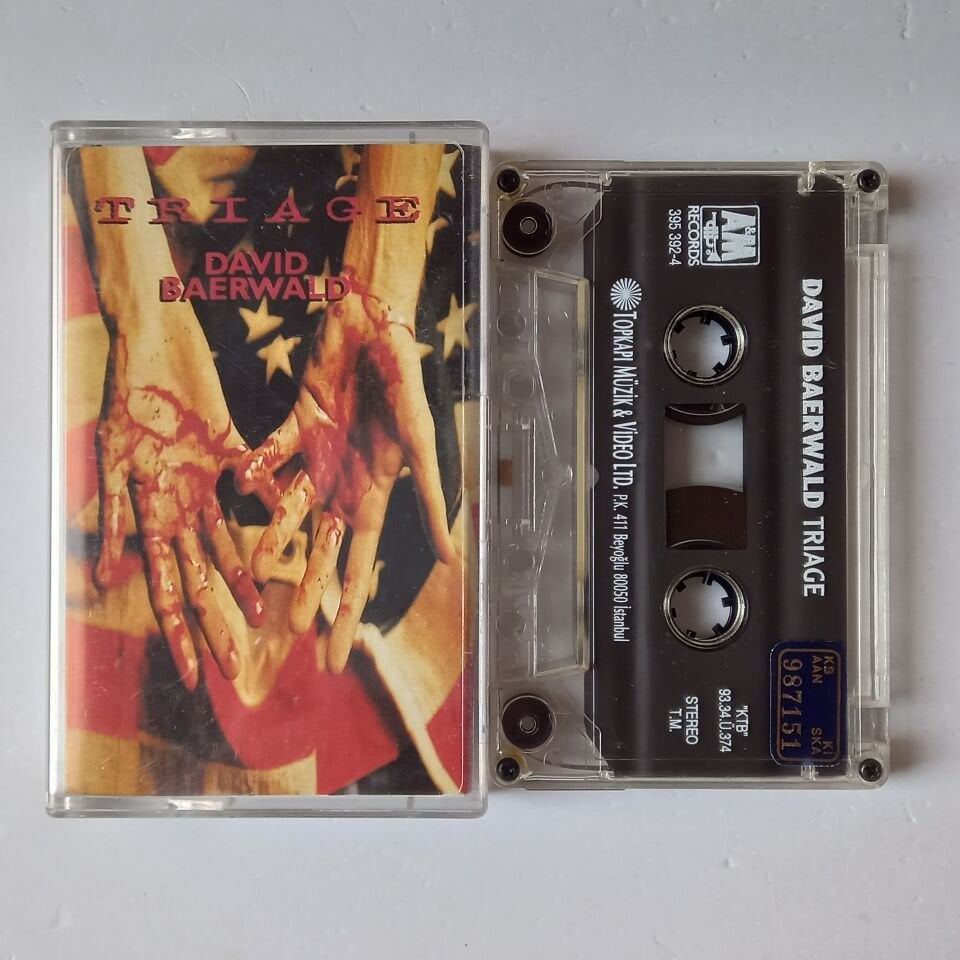 TRIAGE
DAVID
BAERWALD
A&M
RECORDS
395 392-4
DAVID BAERWALD TRIAGE
TOPKAPI MÜZİK & VİDEO LTD. P.K. 411 Beyoğlu 80050 İstanbul
"KTB"
93.34.Ü.374
STEREO
T.M.
KB Kİ
AAN SKA
987151